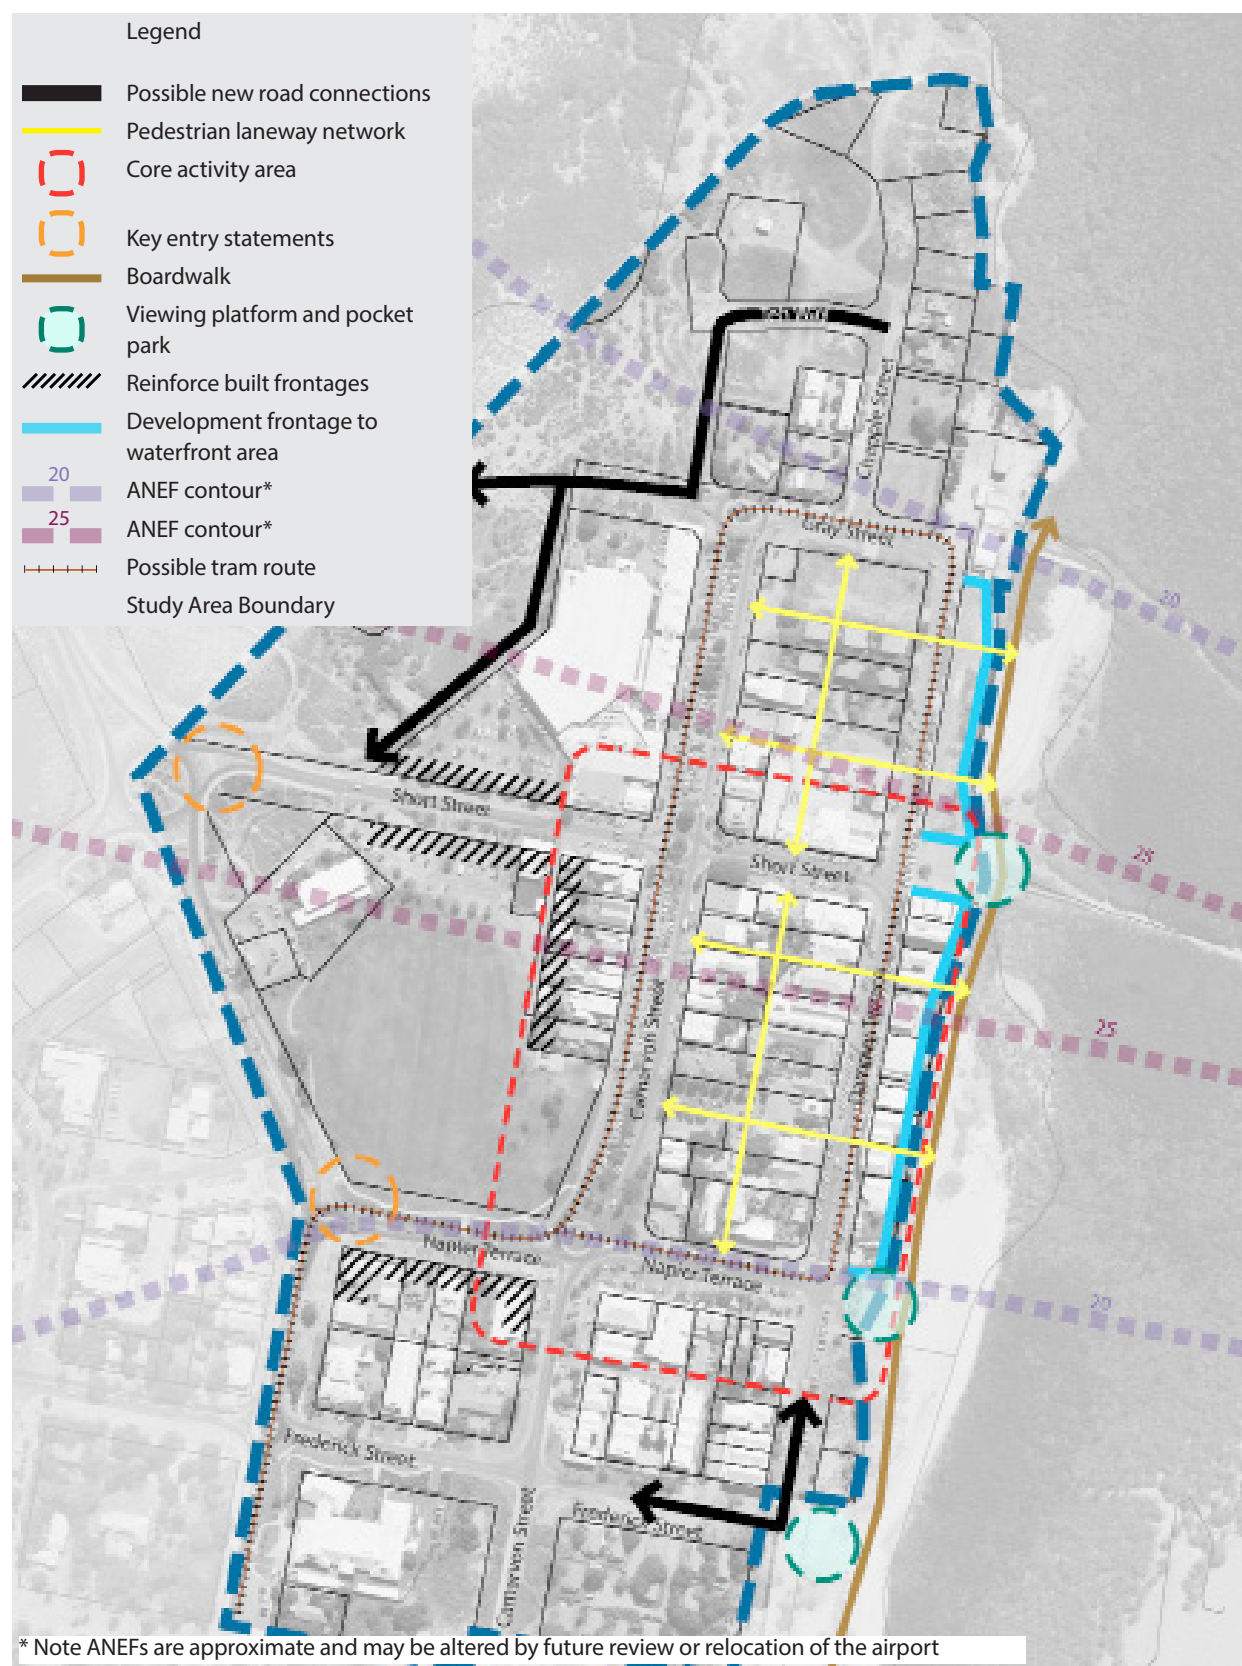 Legend
Possible new road connections
Pedestrian laneway network
Core activity area
Key entry statements
Boardwalk
Viewing platform and pocket
park
Reinforce built frontages
Development frontage to
waterfront area
20
ANEF contour*
25
ANEF contour*
Possible tram route
Study Area Boundary
Chapple Street
Gray Street
20
Short Street
Short Street
25
25
Cameron Street
Napier Terrace
Napier Terrace
20
Frederick Street
Frederick Street
Carnarvon Street
* Note ANEFs are approximate and may be altered by future review or relocation of the airport